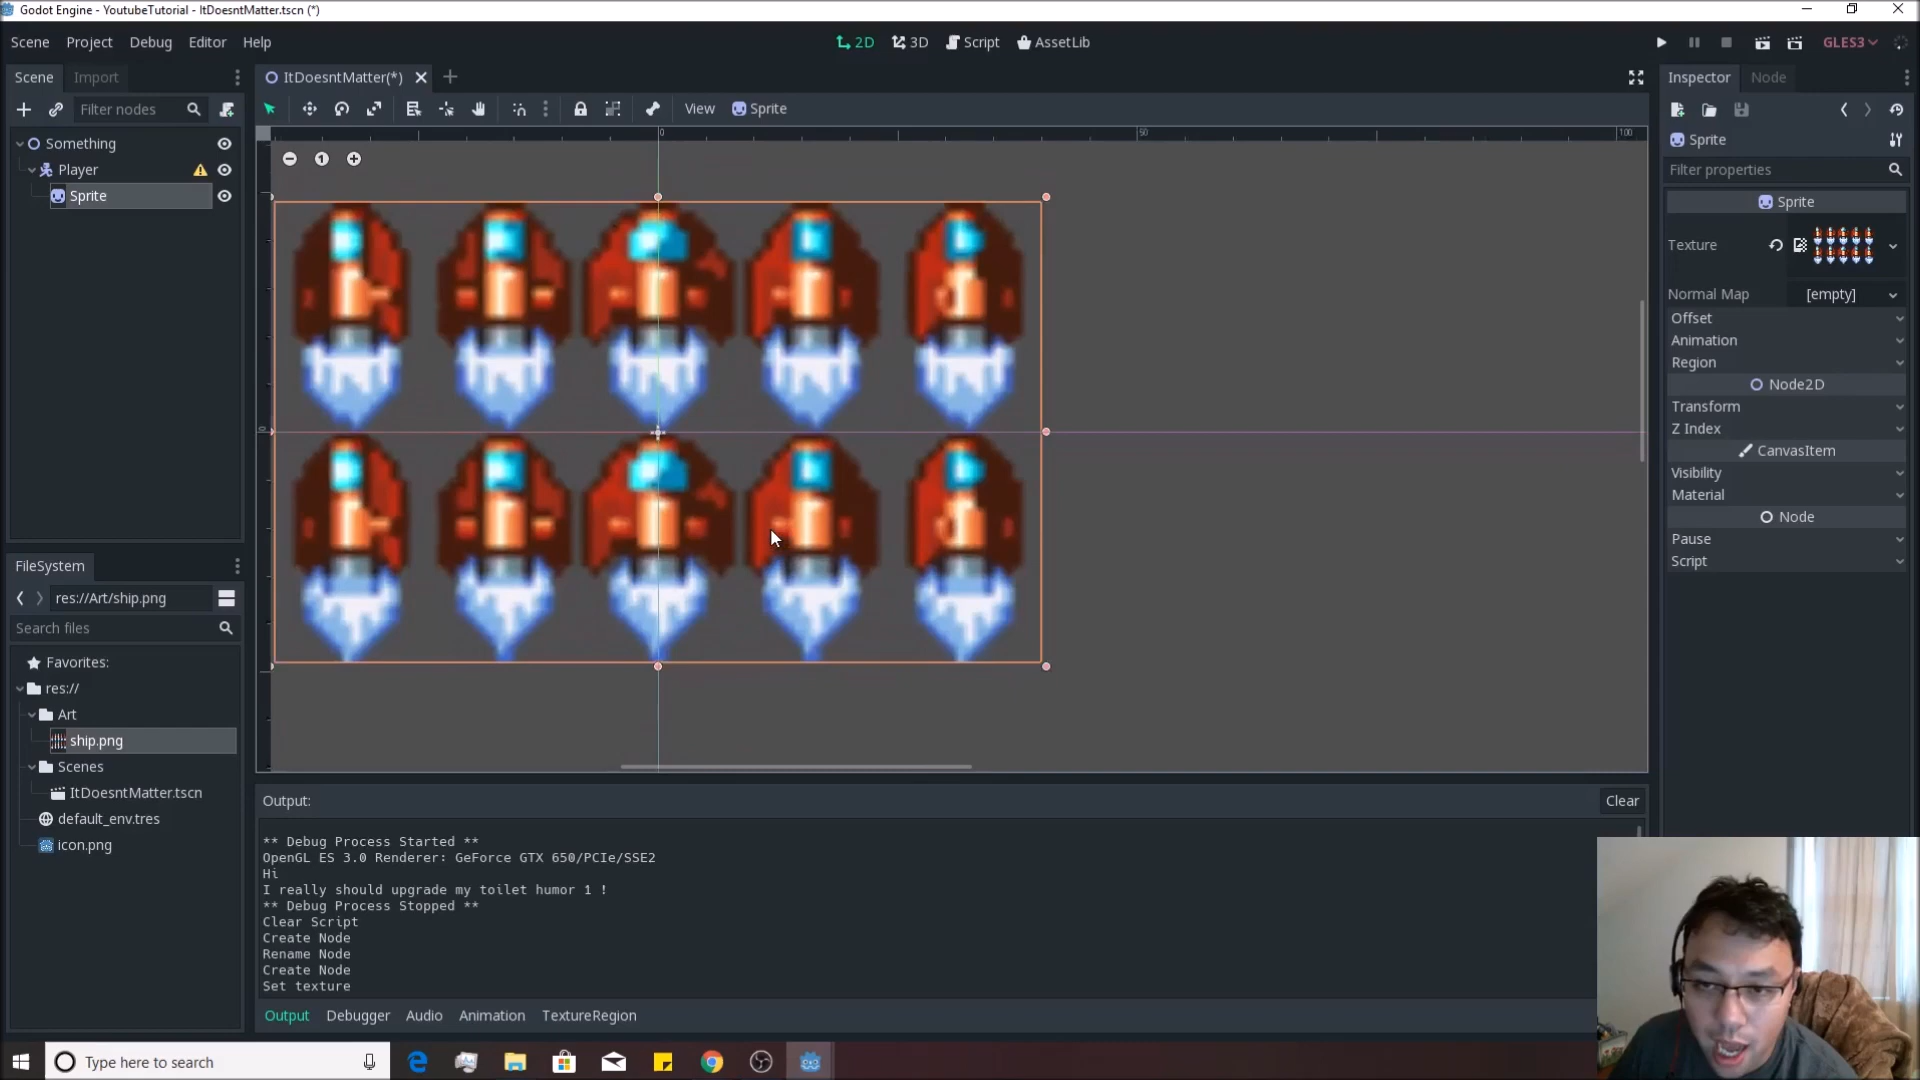 Godot Engine - YoutubeTutorial - ItDoesntMatter.tscn (*)
Scene Project Debug Editor Help
2D 3D Script AssetLib
GLES3
Scene Import
ItDoesntMatter(*)
Inspector Node
Filter nodes
View Sprite
Something
Player
Sprite
0 50 100
0
1
Sprite
Filter properties
Sprite
Texture
Normal Map [empty]
Offset
Animation
Region
Node2D
Transform
Z Index
CanvasItem
Visibility
Material
Node
Pause
Script
FileSystem
res://Art/ship.png
Search files
Favorites:
res://
Art
ship.png
Scenes
ItDoesntMatter.tscn
default_env.tres
icon.png
Output:
Clear
** Debug Process Started **
OpenGL ES 3.0 Renderer: GeForce GTX 650/PCIe/SSE2
Hi
I really should upgrade my toilet humor 1 !
** Debug Process Stopped **
Clear Script
Create Node
Rename Node
Create Node
Set texture
Output Debugger Audio Animation TextureRegion
Type here to search